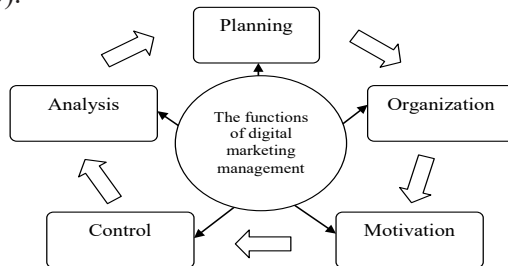 ).
Planning
Analysis
Organization
The functions
of digital
marketing
management
Control
Motivation